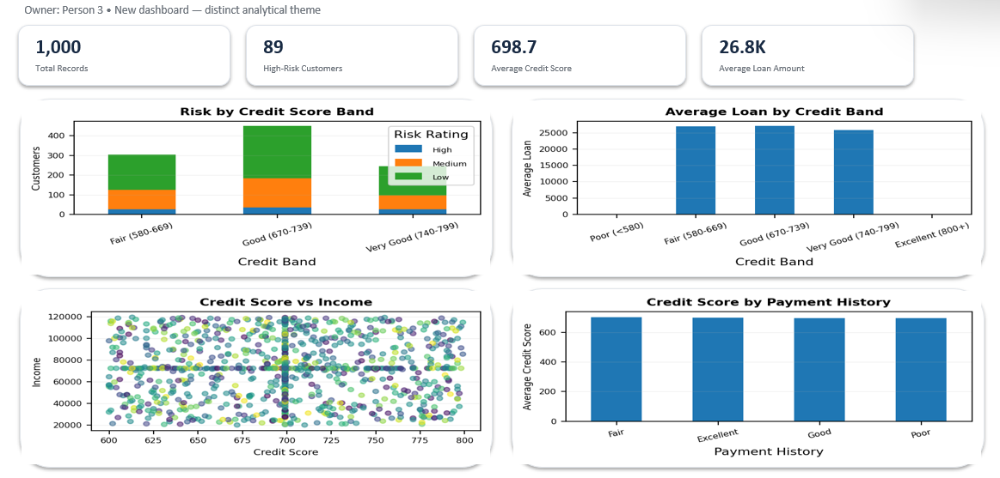 Owner: Person 3 • New dashboard — distinct analytical theme
1,000
Total Records
89
High-Risk Customers
698.7
Average Credit Score
26.8K
Average Loan Amount
Risk by Credit Score Band
Customers
400
300
200
100
0
Risk Rating
High
Medium
Low
Fair (580-669)
Good (670-739)
Very Good (740-799)
Credit Band
Average Loan by Credit Band
Average Loan
25000
20000
15000
10000
5000
0
Poor (<580)
Fair (580-669)
Good (670-739)
Very Good (740-799)
Excellent (800+)
Credit Band
Credit Score vs Income
Income
120000
100000
80000
60000
40000
20000
600
625
650
675
700
725
750
775
800
Credit Score
Credit Score by Payment History
Average Credit Score
600
400
200
0
Fair
Excellent
Good
Poor
Payment History